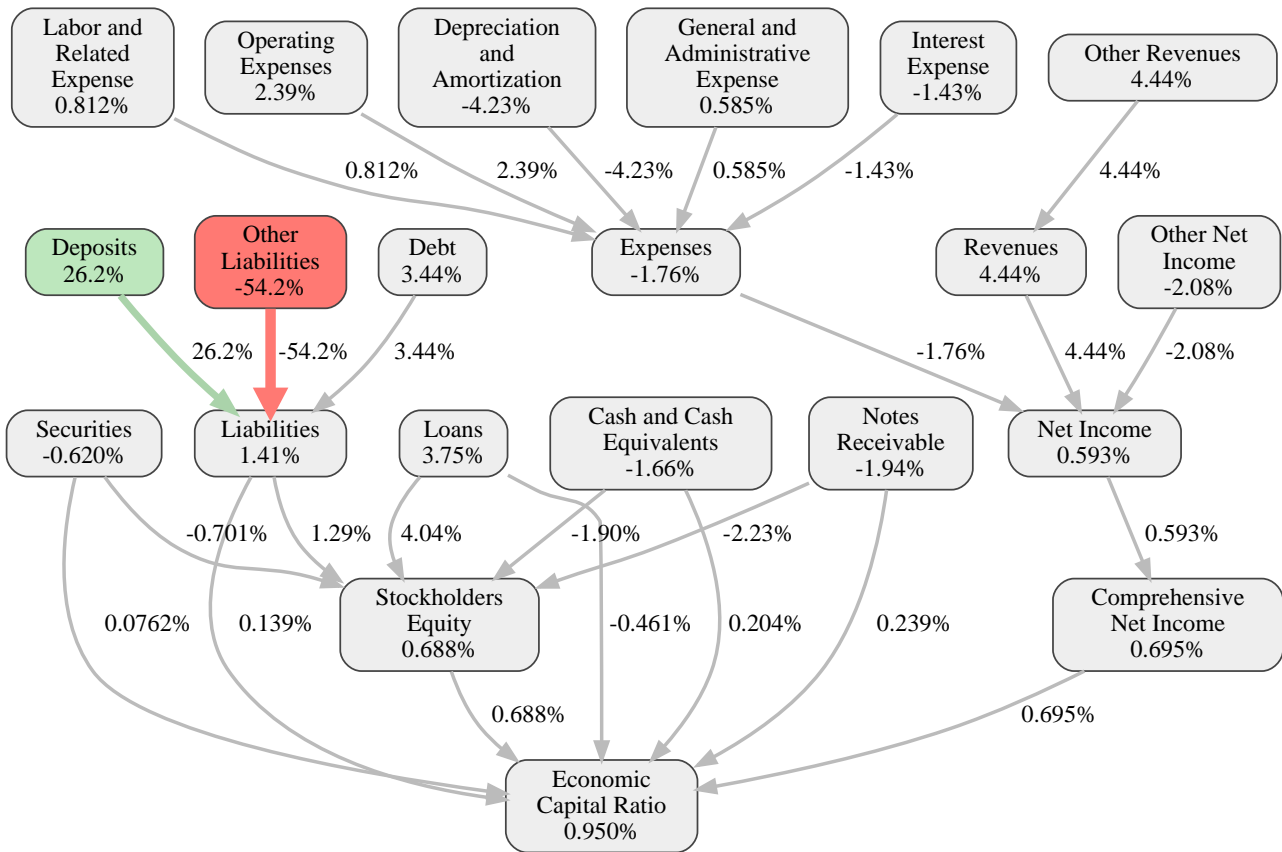 Labor and
Related
Expense
0.812%
Operating
Expenses
2.39%
Depreciation
and
Amortization
-4.23%
General and
Administrative
Expense
0.585%
Interest
Expense
-1.43%
Other Revenues
4.44%
0.812%
2.39%
-4.23%
0.585%
-1.43%
4.44%
Deposits
26.2%
Other
Liabilities
-54.2%
Debt
3.44%
Expenses
-1.76%
Revenues
4.44%
Other Net
Income
-2.08%
26.2%
-54.2%
3.44%
-1.76%
4.44%
-2.08%
Securities
-0.620%
Liabilities
1.41%
Loans
3.75%
Cash and Cash
Equivalents
-1.66%
Notes
Receivable
-1.94%
Net Income
0.593%
-0.701%
1.29%
4.04%
-1.90%
-2.23%
0.593%
0.0762%
0.139%
Stockholders
Equity
0.688%
-0.461%
0.204%
0.239%
Comprehensive
Net Income
0.695%
0.688%
0.695%
Economic
Capital Ratio
0.950%